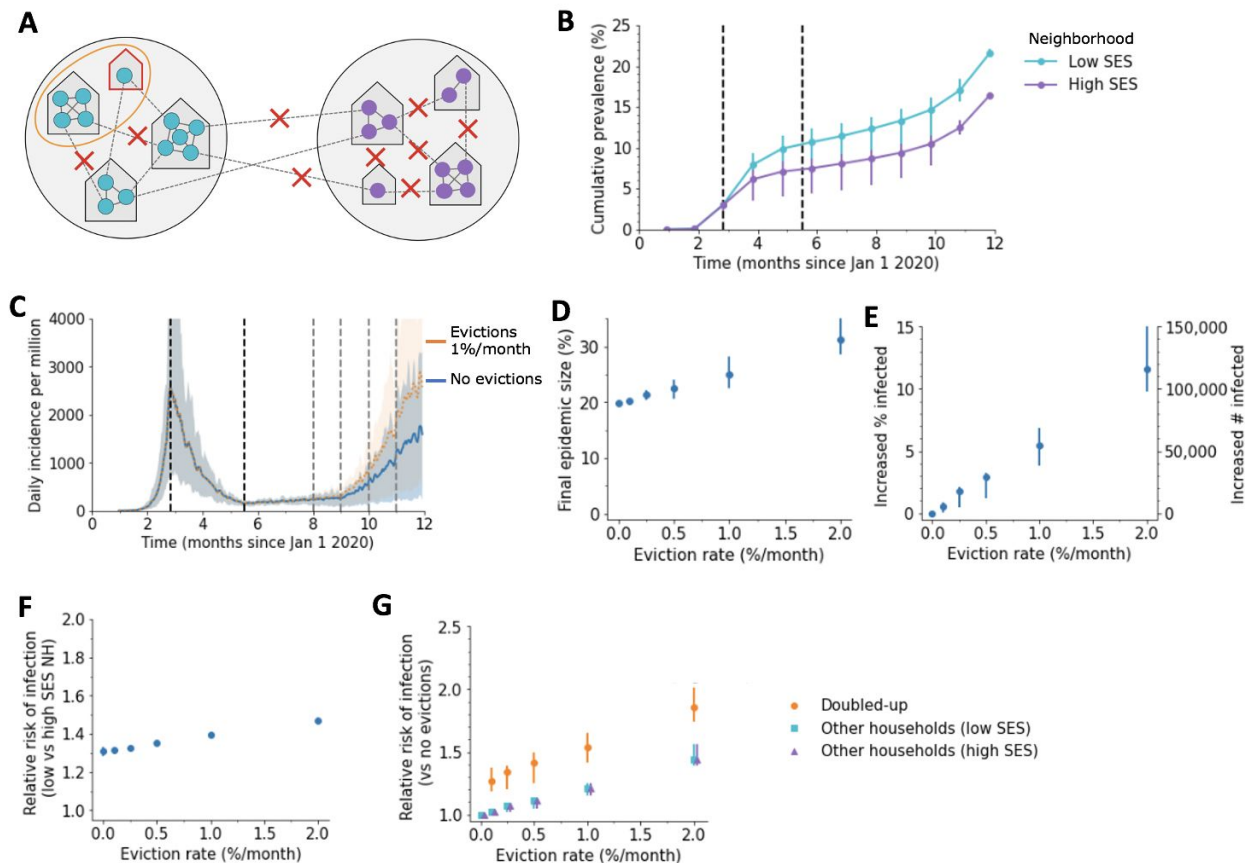 A
B
Cumulative prevalence (%)
25
20
15
10
5
0
0 2 4 6 8 10 12
Time (months since Jan 1 2020)
Neighborhood
Low SES
High SES
C
Daily incidence per million
4000
3000
2000
1000
0
0 2 4 6 8 10 12
Time (months since Jan 1 2020)
Evictions
1%/month
No evictions
D
Final epidemic size (%)
30
20
10
0
0.0 0.5 1.0 1.5 2.0
Eviction rate (%/month)
E
Increased % infected
15
10
5
0
0.0 0.5 1.0 1.5 2.0
Eviction rate (%/month)
150,000
100,000
50,000
0
Increased # infected
F
Relative risk of infection
(low vs high SES NH)
2.0
1.8
1.6
1.4
1.2
1.0
0.0 0.5 1.0 1.5 2.0
Eviction rate (%/month)
G
Relative risk of infection
(vs no evictions)
2.5
2.0
1.5
1.0
0.0 0.5 1.0 1.5 2.0
Eviction rate (%/month)
Doubled-up
Other households (low SES)
Other households (high SES)